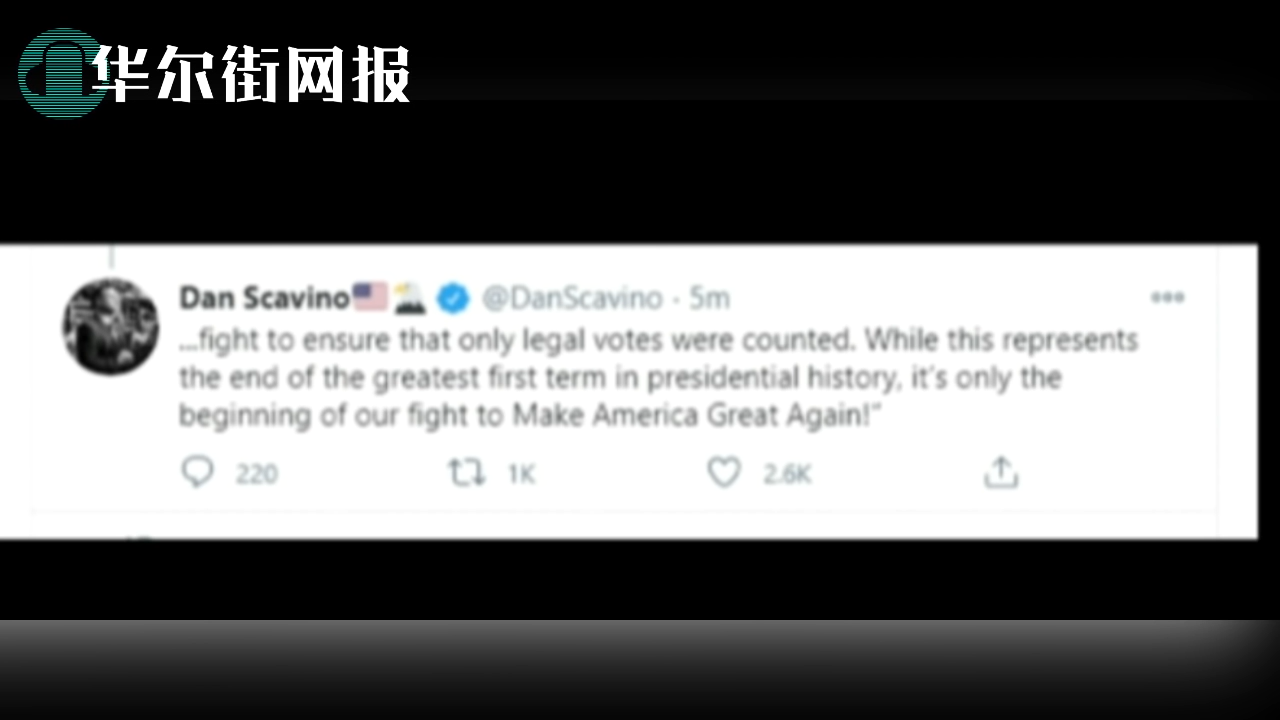 华尔街网报
Dan Scavino @DanScavino · 5m
...fight to ensure that only legal votes were counted. While this represents
the end of the greatest first term in presidential history, it's only the
beginning of our fight to Make America Great Again!"
220 1K 2.6K